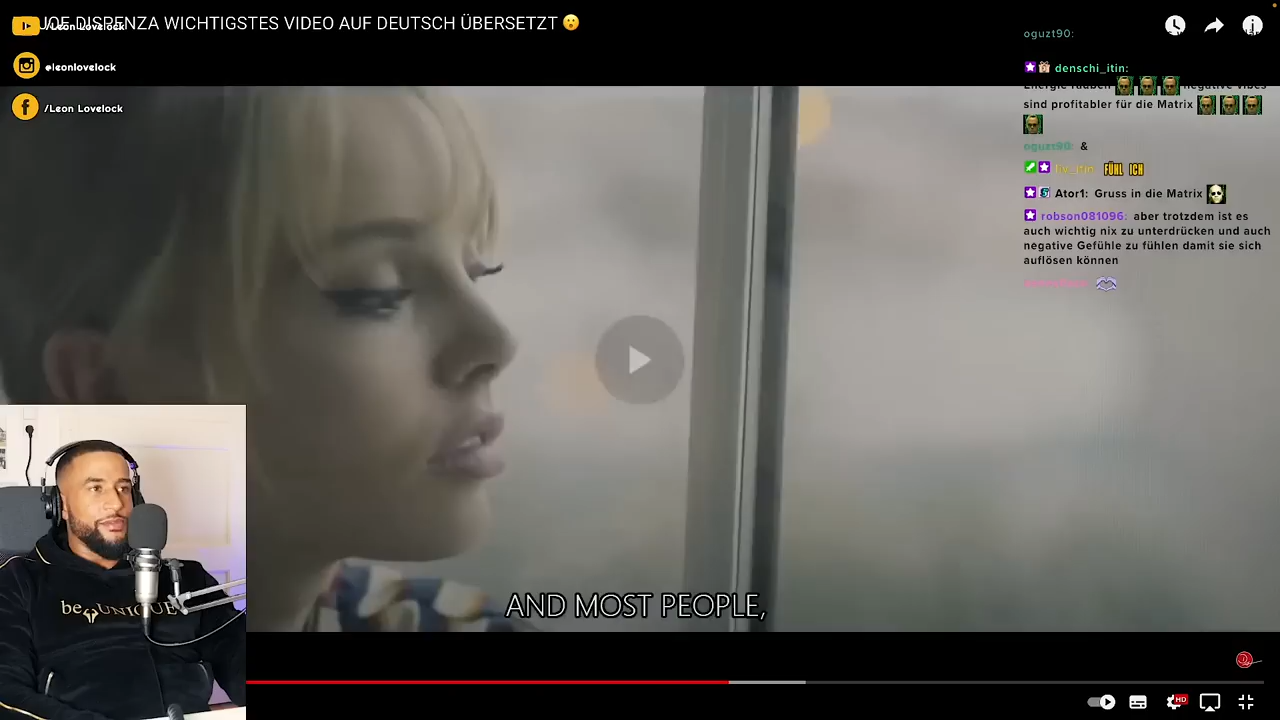 JOE DISPENZA WICHTIGSTES VIDEO AUF DEUTSCH ÜBERSETZT 😮
/Leon Lovelock
@leonlovelock
/Leon Lovelock
oguzt90:
denschi_itin:
Energie rauben negative vibes
sind profitabler für die Matrix
oguzt90: &
FÜHL ICH
Ator1: Gruss in die Matrix
robson081096: aber trotzdem ist es
auch wichtig nix zu unterdrücken und auch
negative Gefühle zu fühlen damit sie sich
auflösen können
be UNIQUE
AND MOST PEOPLE,
HD